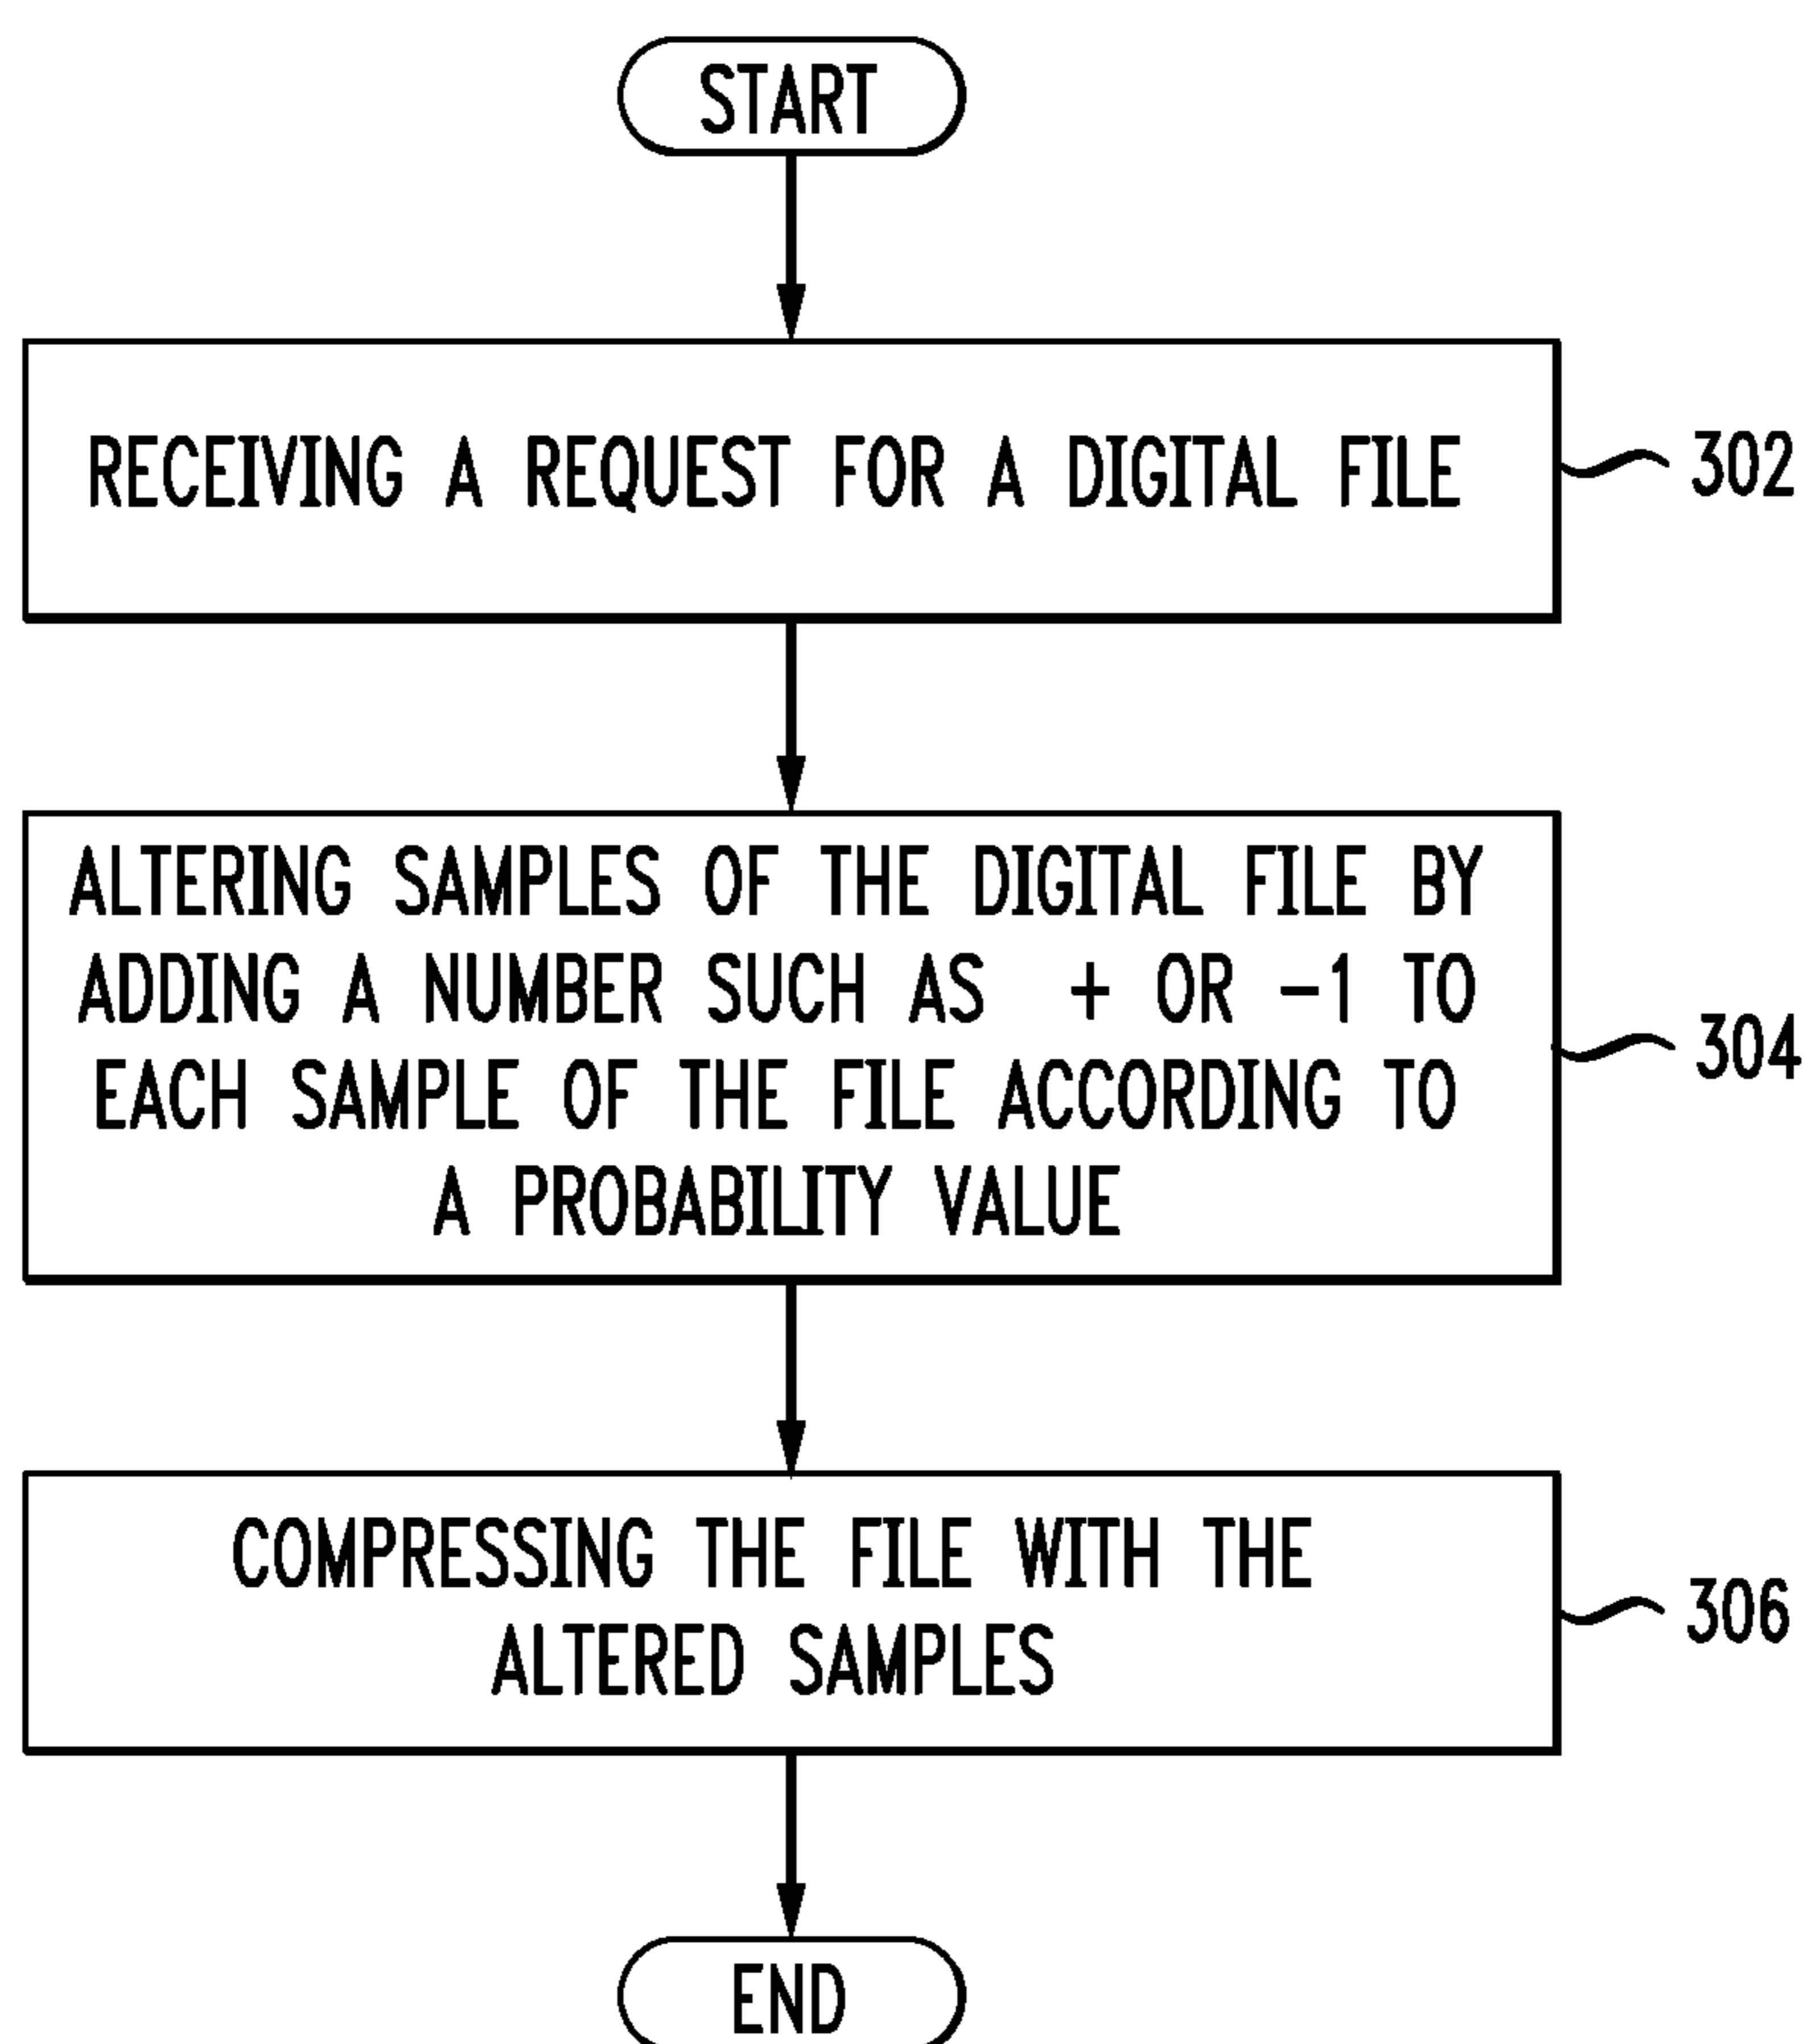 START
RECEIVING A REQUEST FOR A DIGITAL FILE
302
ALTERING SAMPLES OF THE DIGITAL FILE BY
ADDING A NUMBER SUCH AS + OR -1 TO
EACH SAMPLE OF THE FILE ACCORDING TO
A PROBABILITY VALUE
304
COMPRESSING THE FILE WITH THE
ALTERED SAMPLES
306
END